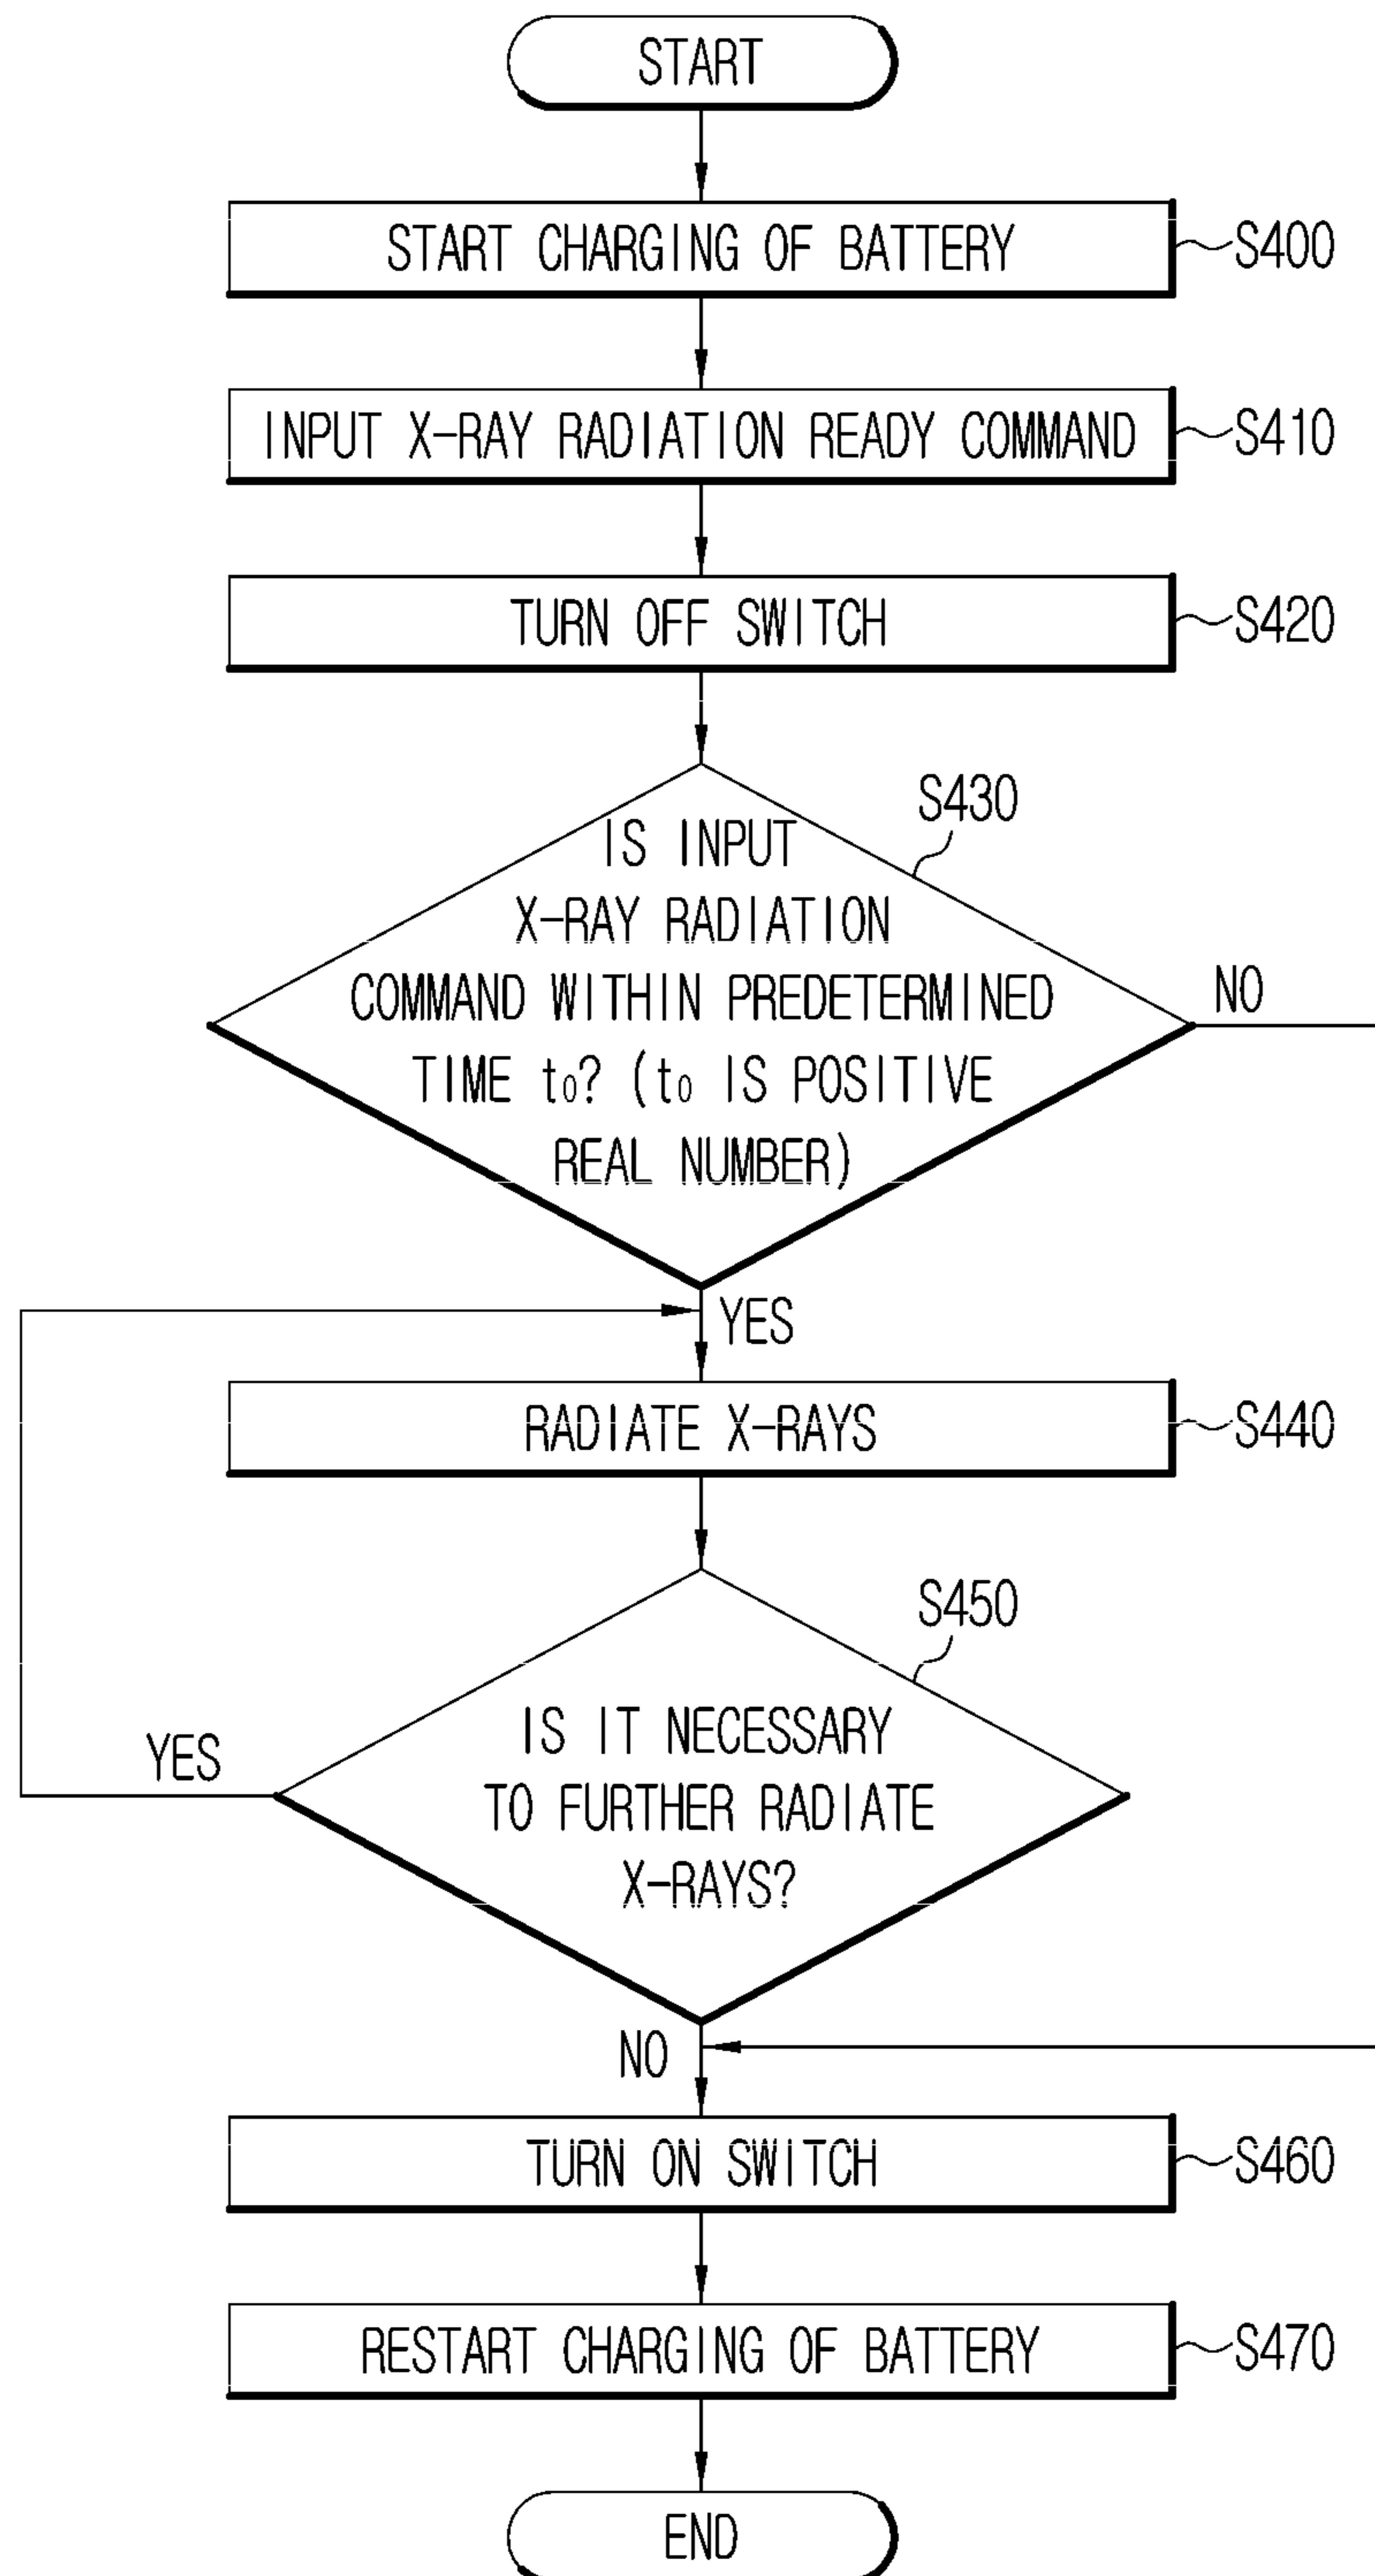 START
START CHARGING OF BATTERY
S400
INPUT X-RAY RADIATION READY COMMAND
S410
TURN OFF SWITCH
S420
S430
IS INPUT
X-RAY RADIATION
COMMAND WITHIN PREDETERMINED
TIME t₀? (t₀ IS POSITIVE
REAL NUMBER)
NO
YES
RADIATE X-RAYS
S440
S450
IS IT NECESSARY
TO FURTHER RADIATE
X-RAYS?
YES
NO
TURN ON SWITCH
S460
RESTART CHARGING OF BATTERY
S470
END